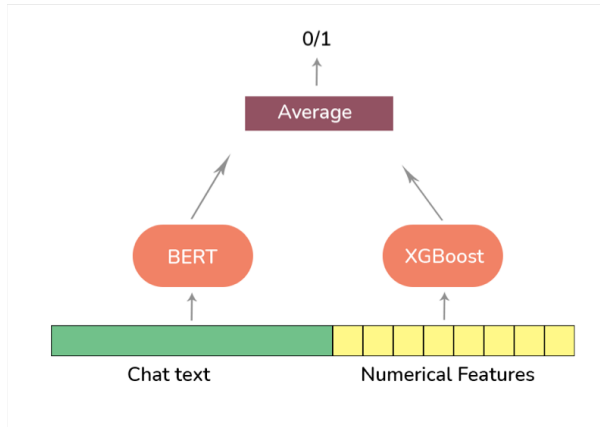 0/1
Average
BERT
XGBoost
Chat text
Numerical Features